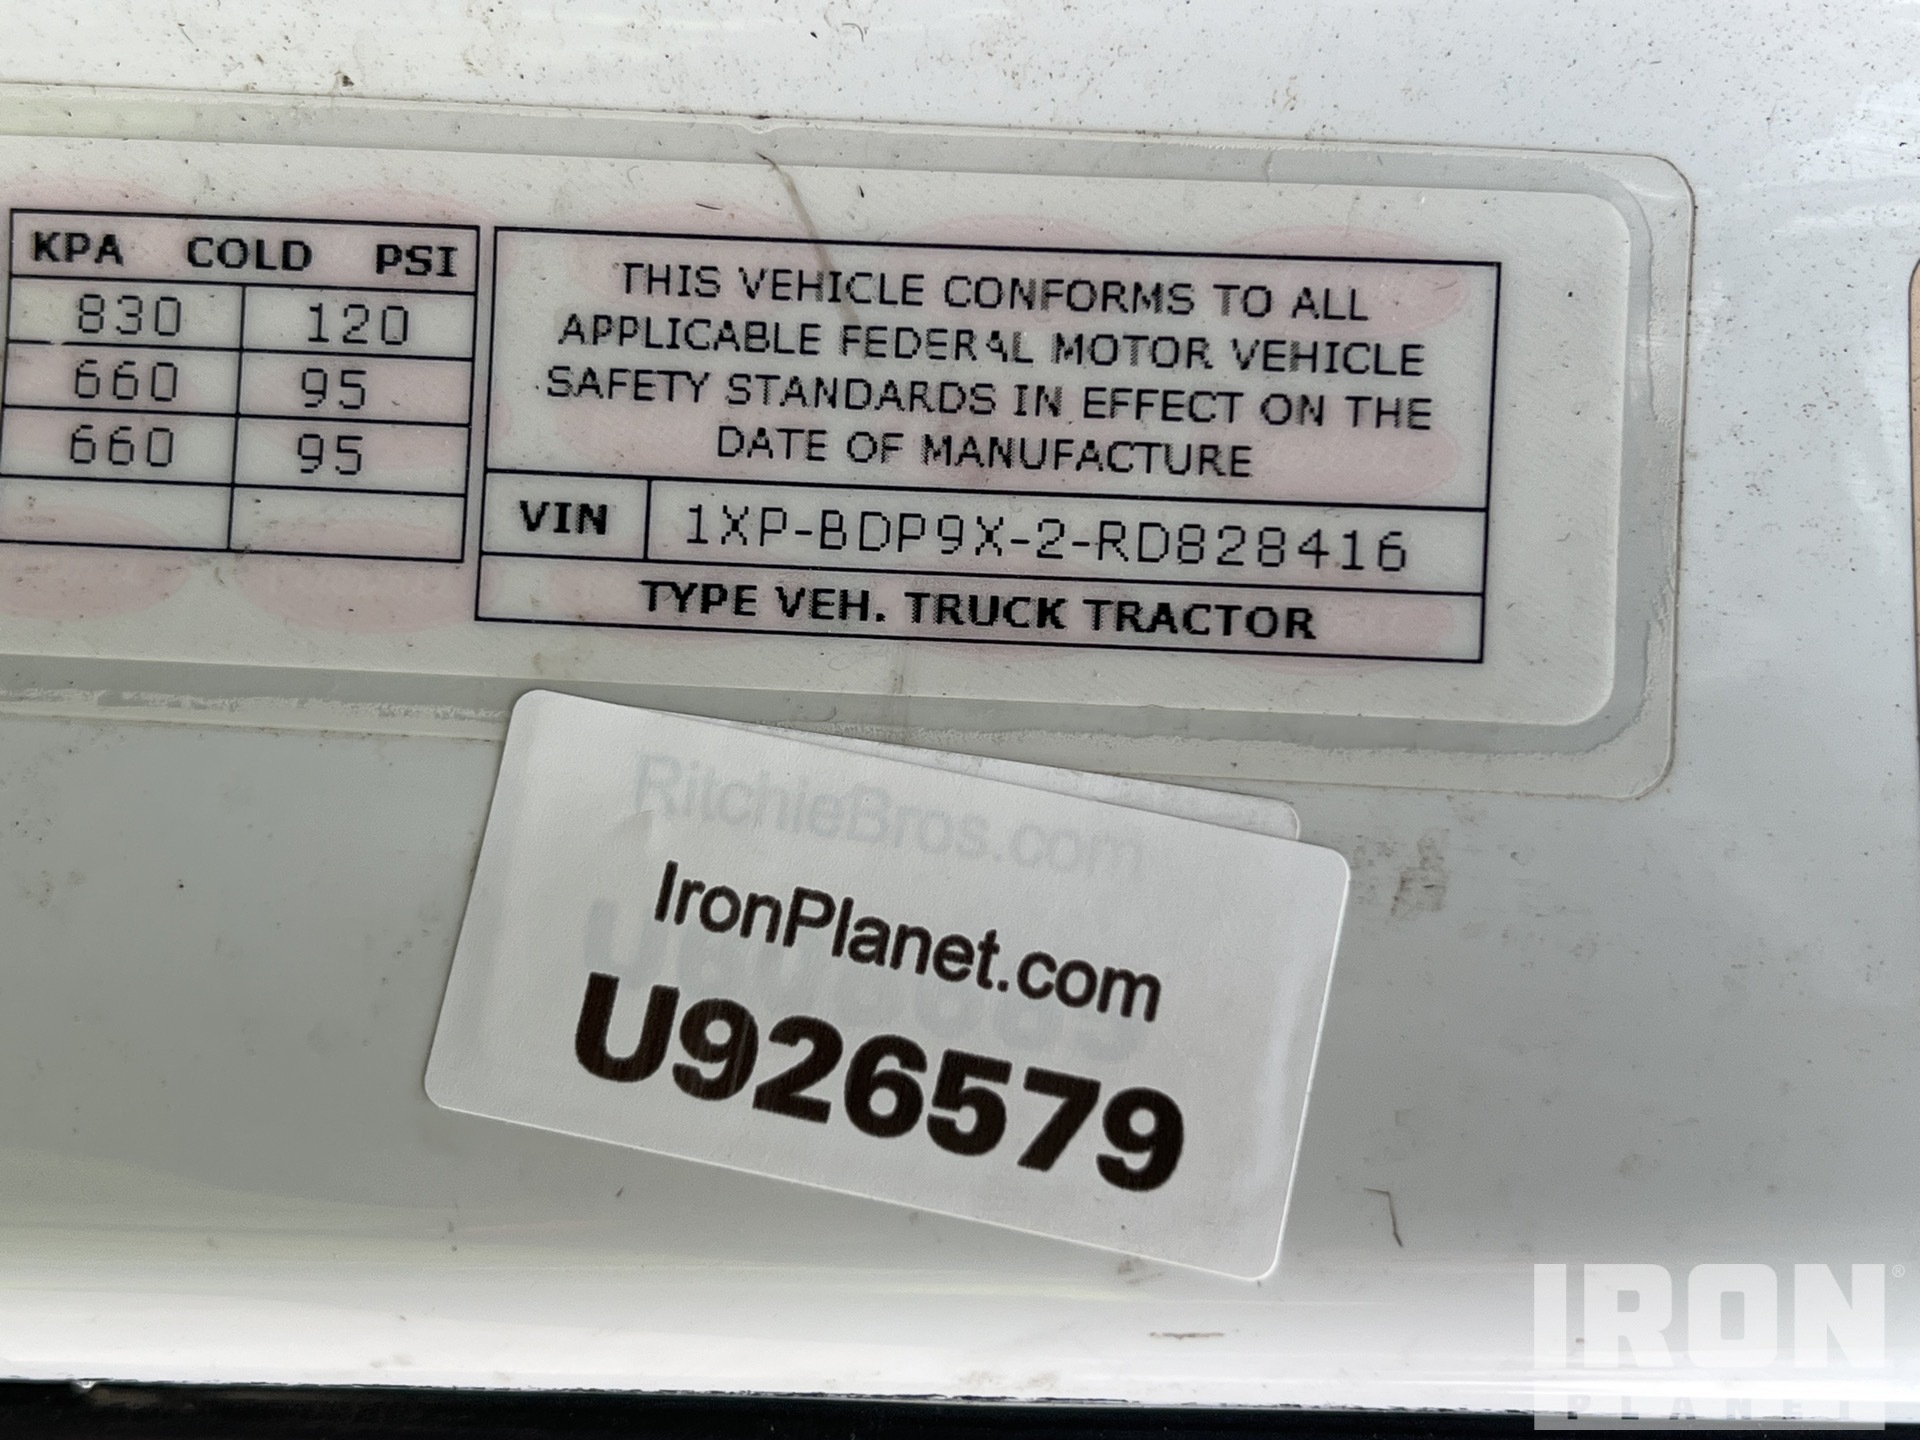 KPA COLD PSI
830 120
660 95
660 95
THIS VEHICLE CONFORMS TO ALL
APPLICABLE FEDERAL MOTOR VEHICLE
SAFETY STANDARDS IN EFFECT ON THE
DATE OF MANUFACTURE
VIN 1XP-BDP9X-2-RD828416
TYPE VEH. TRUCK TRACTOR
RitchieBros.com
IronPlanet.com
U926579
IRON®
PLANET